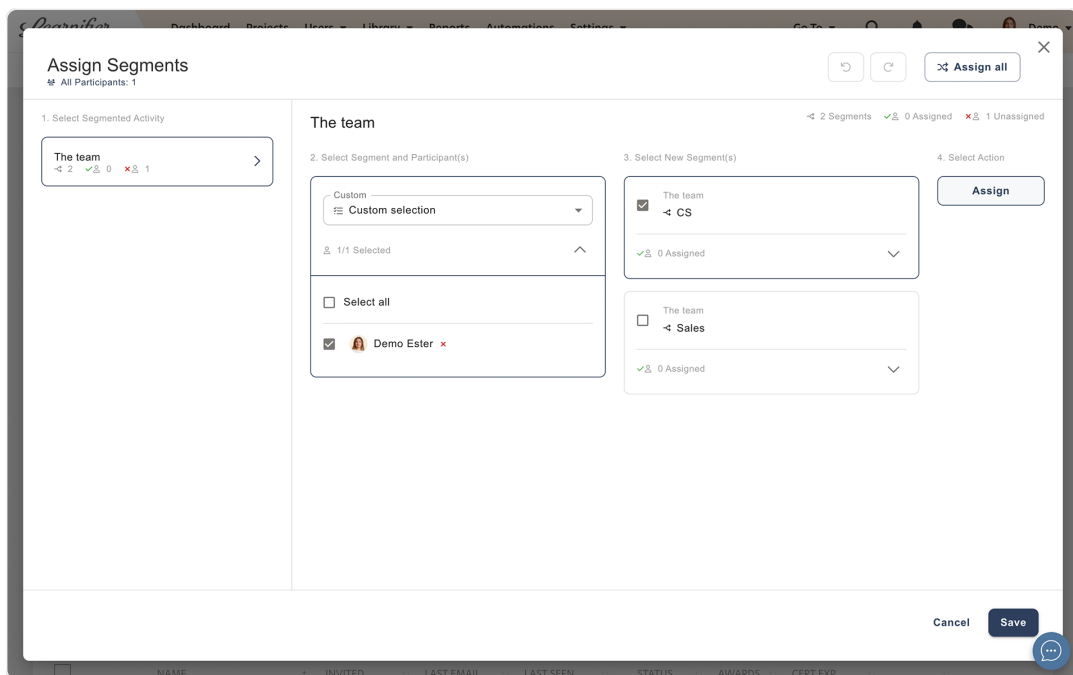 Learnifier
Dashboard Projects Users Library Reports Automations Settings Go To Demo
Assign Segments
All Participants: 1
Assign all
1. Select Segmented Activity
The team
2 0 1
The team
2 Segments 0 Assigned 1 Unassigned
2. Select Segment and Participant(s)
Custom
Custom selection
1/1 Selected
Select all
Demo Ester
3. Select New Segment(s)
The team
CS
0 Assigned
The team
Sales
0 Assigned
4. Select Action
Assign
Cancel
Save
NAME INVITED LAST EMAIL LAST SEEN STATUS AWARDS CERT EXP